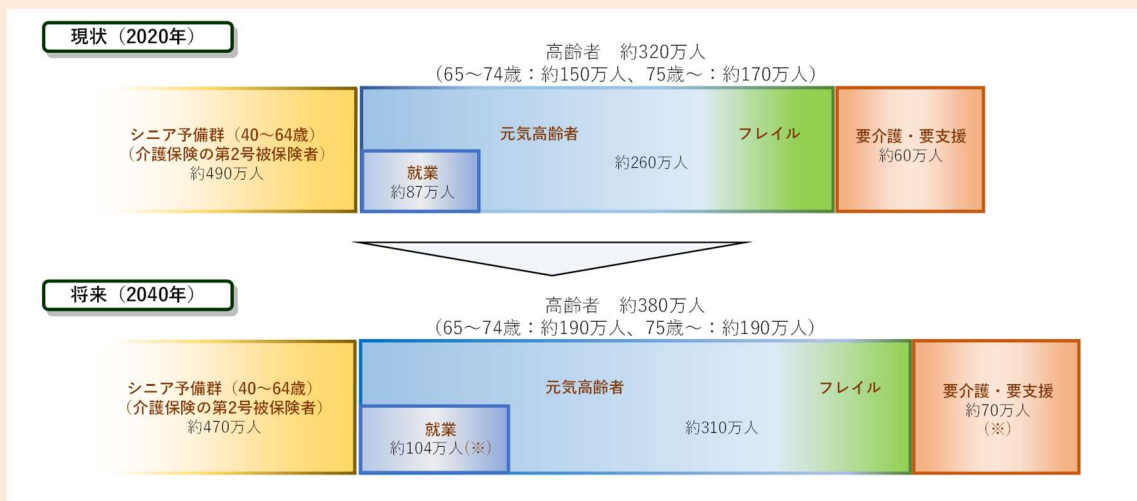 現状（2020年）
高齢者　約320万人
（65～74歳：約150万人、75歳～：約170万人）
シニア予備群（40～64歳）
（介護保険の第2号被保険者）
約490万人
元気高齢者
フレイル
約260万人
就業
約87万人
要介護・要支援
約60万人
将来（2040年）
高齢者　約380万人
（65～74歳：約190万人、75歳～：約190万人）
シニア予備群（40～64歳）
（介護保険の第2号被保険者）
約470万人
元気高齢者
フレイル
約310万人
就業
約104万人(※)
要介護・要支援
約70万人
(※)